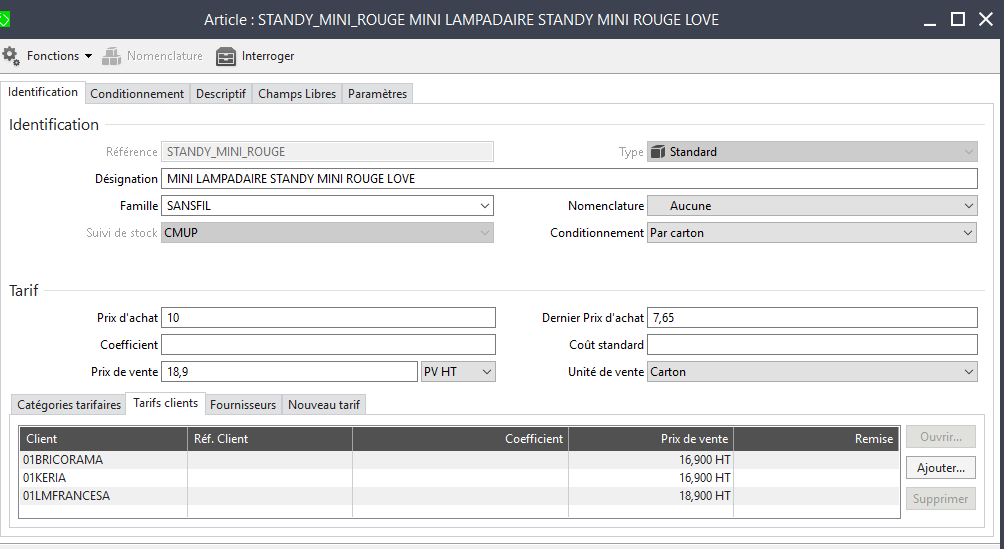 Article : STANDY_MINI_ROUGE MINI LAMPADAIRE STANDY MINI ROUGE LOVE
Fonctions Nomenclature Interroger
Identification Conditionnement Descriptif Champs Libres Paramètres
Identification
Référence STANDY_MINI_ROUGE Type Standard
Désignation MINI LAMPADAIRE STANDY MINI ROUGE LOVE
Famille SANSFIL Nomenclature Aucune
Suivi de stock CMUP Conditionnement Par carton
Tarif
Prix d'achat 10 Dernier Prix d'achat 7,65
Coefficient Coût standard
Prix de vente 18,9 PV HT Unité de vente Carton
Catégories tarifaires Tarifs clients Fournisseurs Nouveau tarif
Client Réf. Client Coefficient Prix de vente Remise Ouvrir...
01BRICORAMA 16,900 HT
01KERIA 16,900 HT Ajouter...
01LMFRANCESA 18,900 HT Supprimer